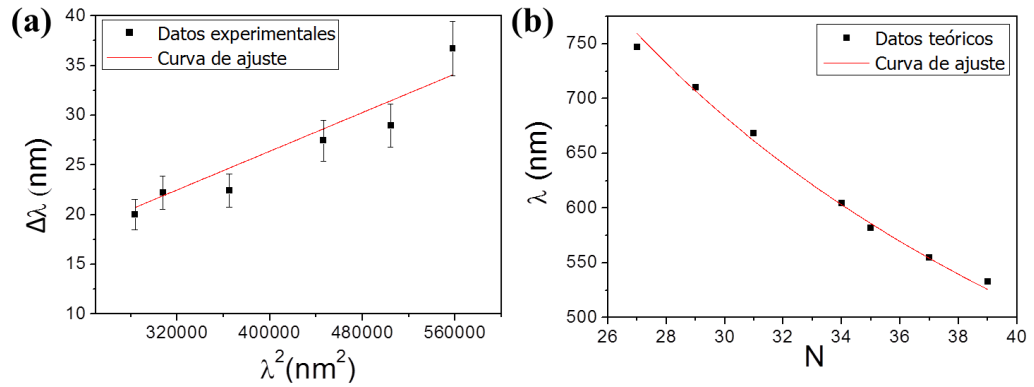 (a)
Datos experimentales
Curva de ajuste
Δλ (nm)
40
35
30
25
20
15
10
320000 400000 480000 560000
λ²(nm²)
(b)
Datos teóricos
Curva de ajuste
λ (nm)
750
700
650
600
550
500
26 28 30 32 34 36 38 40
N